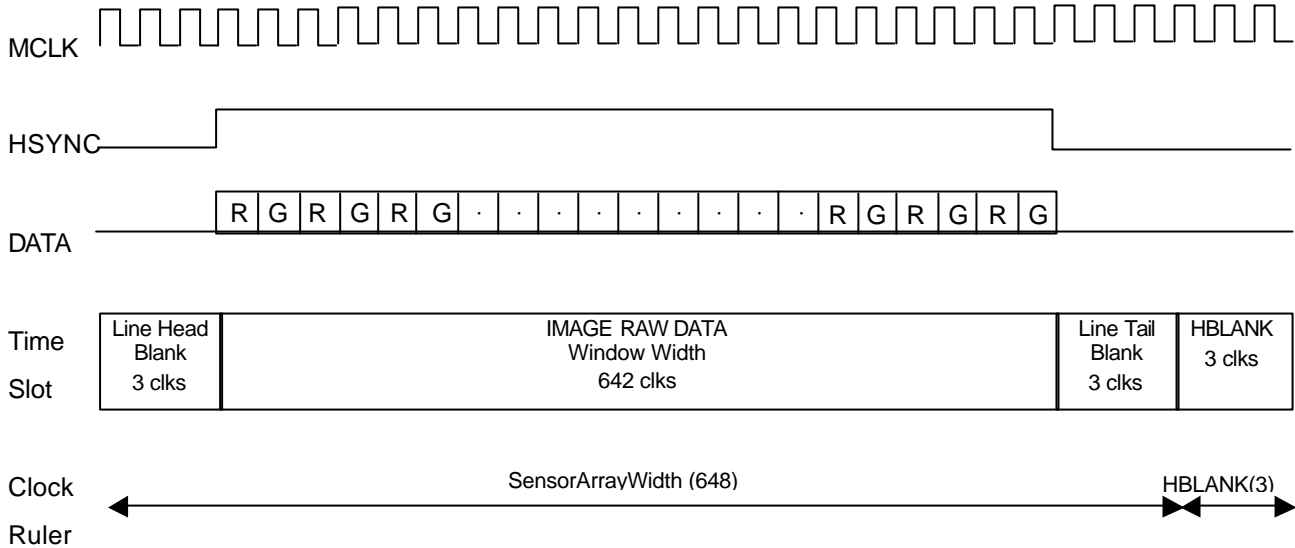 MCLK
HSYNC
R G R G R G · · · · · · · · · R G R G R G
DATA
Time
Slot
Line Head
Blank
3 clks
IMAGE RAW DATA
Window Width
642 clks
Line Tail
Blank
3 clks
HBLANK
3 clks
Clock
Ruler
SensorArrayWidth (648)
HBLANK(3)